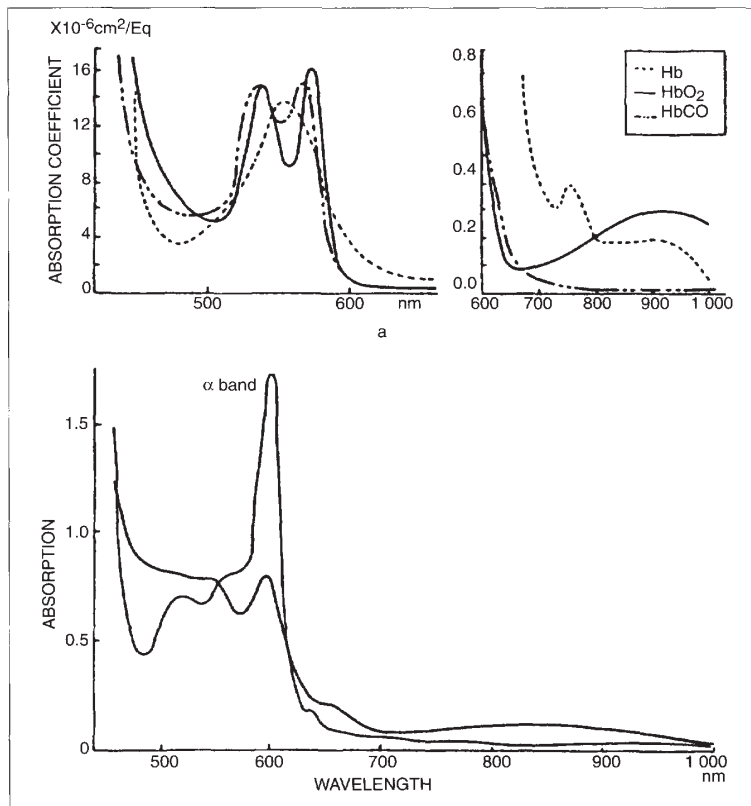 X10-6cm2/Eq
ABSORPTION COEFFICIENT
16
12
8
4
0
500
600
nm
0.8
0.6
0.4
0.2
0.0
600
700
800
900
1 000
Hb
HbO2
HbCO
a
α band
ABSORPTION
1.5
1.0
0.5
0
500
600
700
800
900
1 000
nm
WAVELENGTH